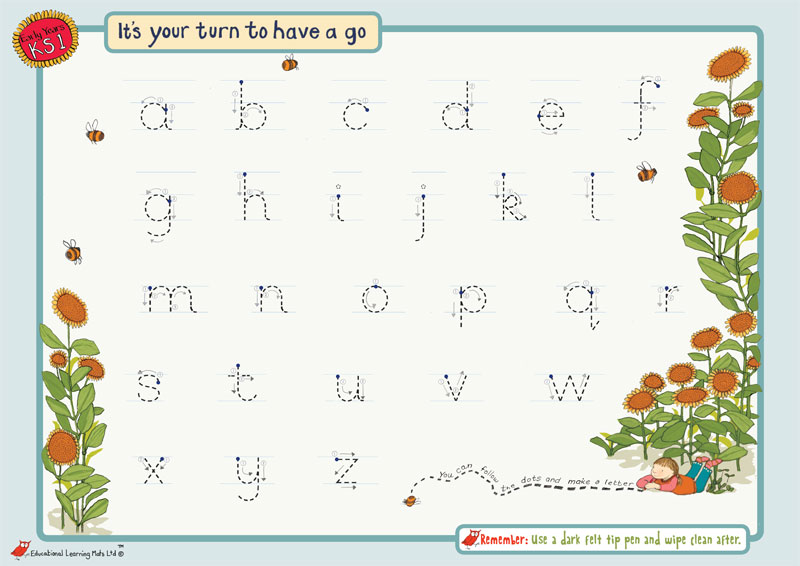 Early Years
KS1
It's your turn to have a go
a b c d e f
g h i j k l
m n o p q r
s t u v w
x y z
You can follow the dots and make a letter
Remember: Use a dark felt tip pen and wipe clean after.
Educational Learning Mats Ltd © ™